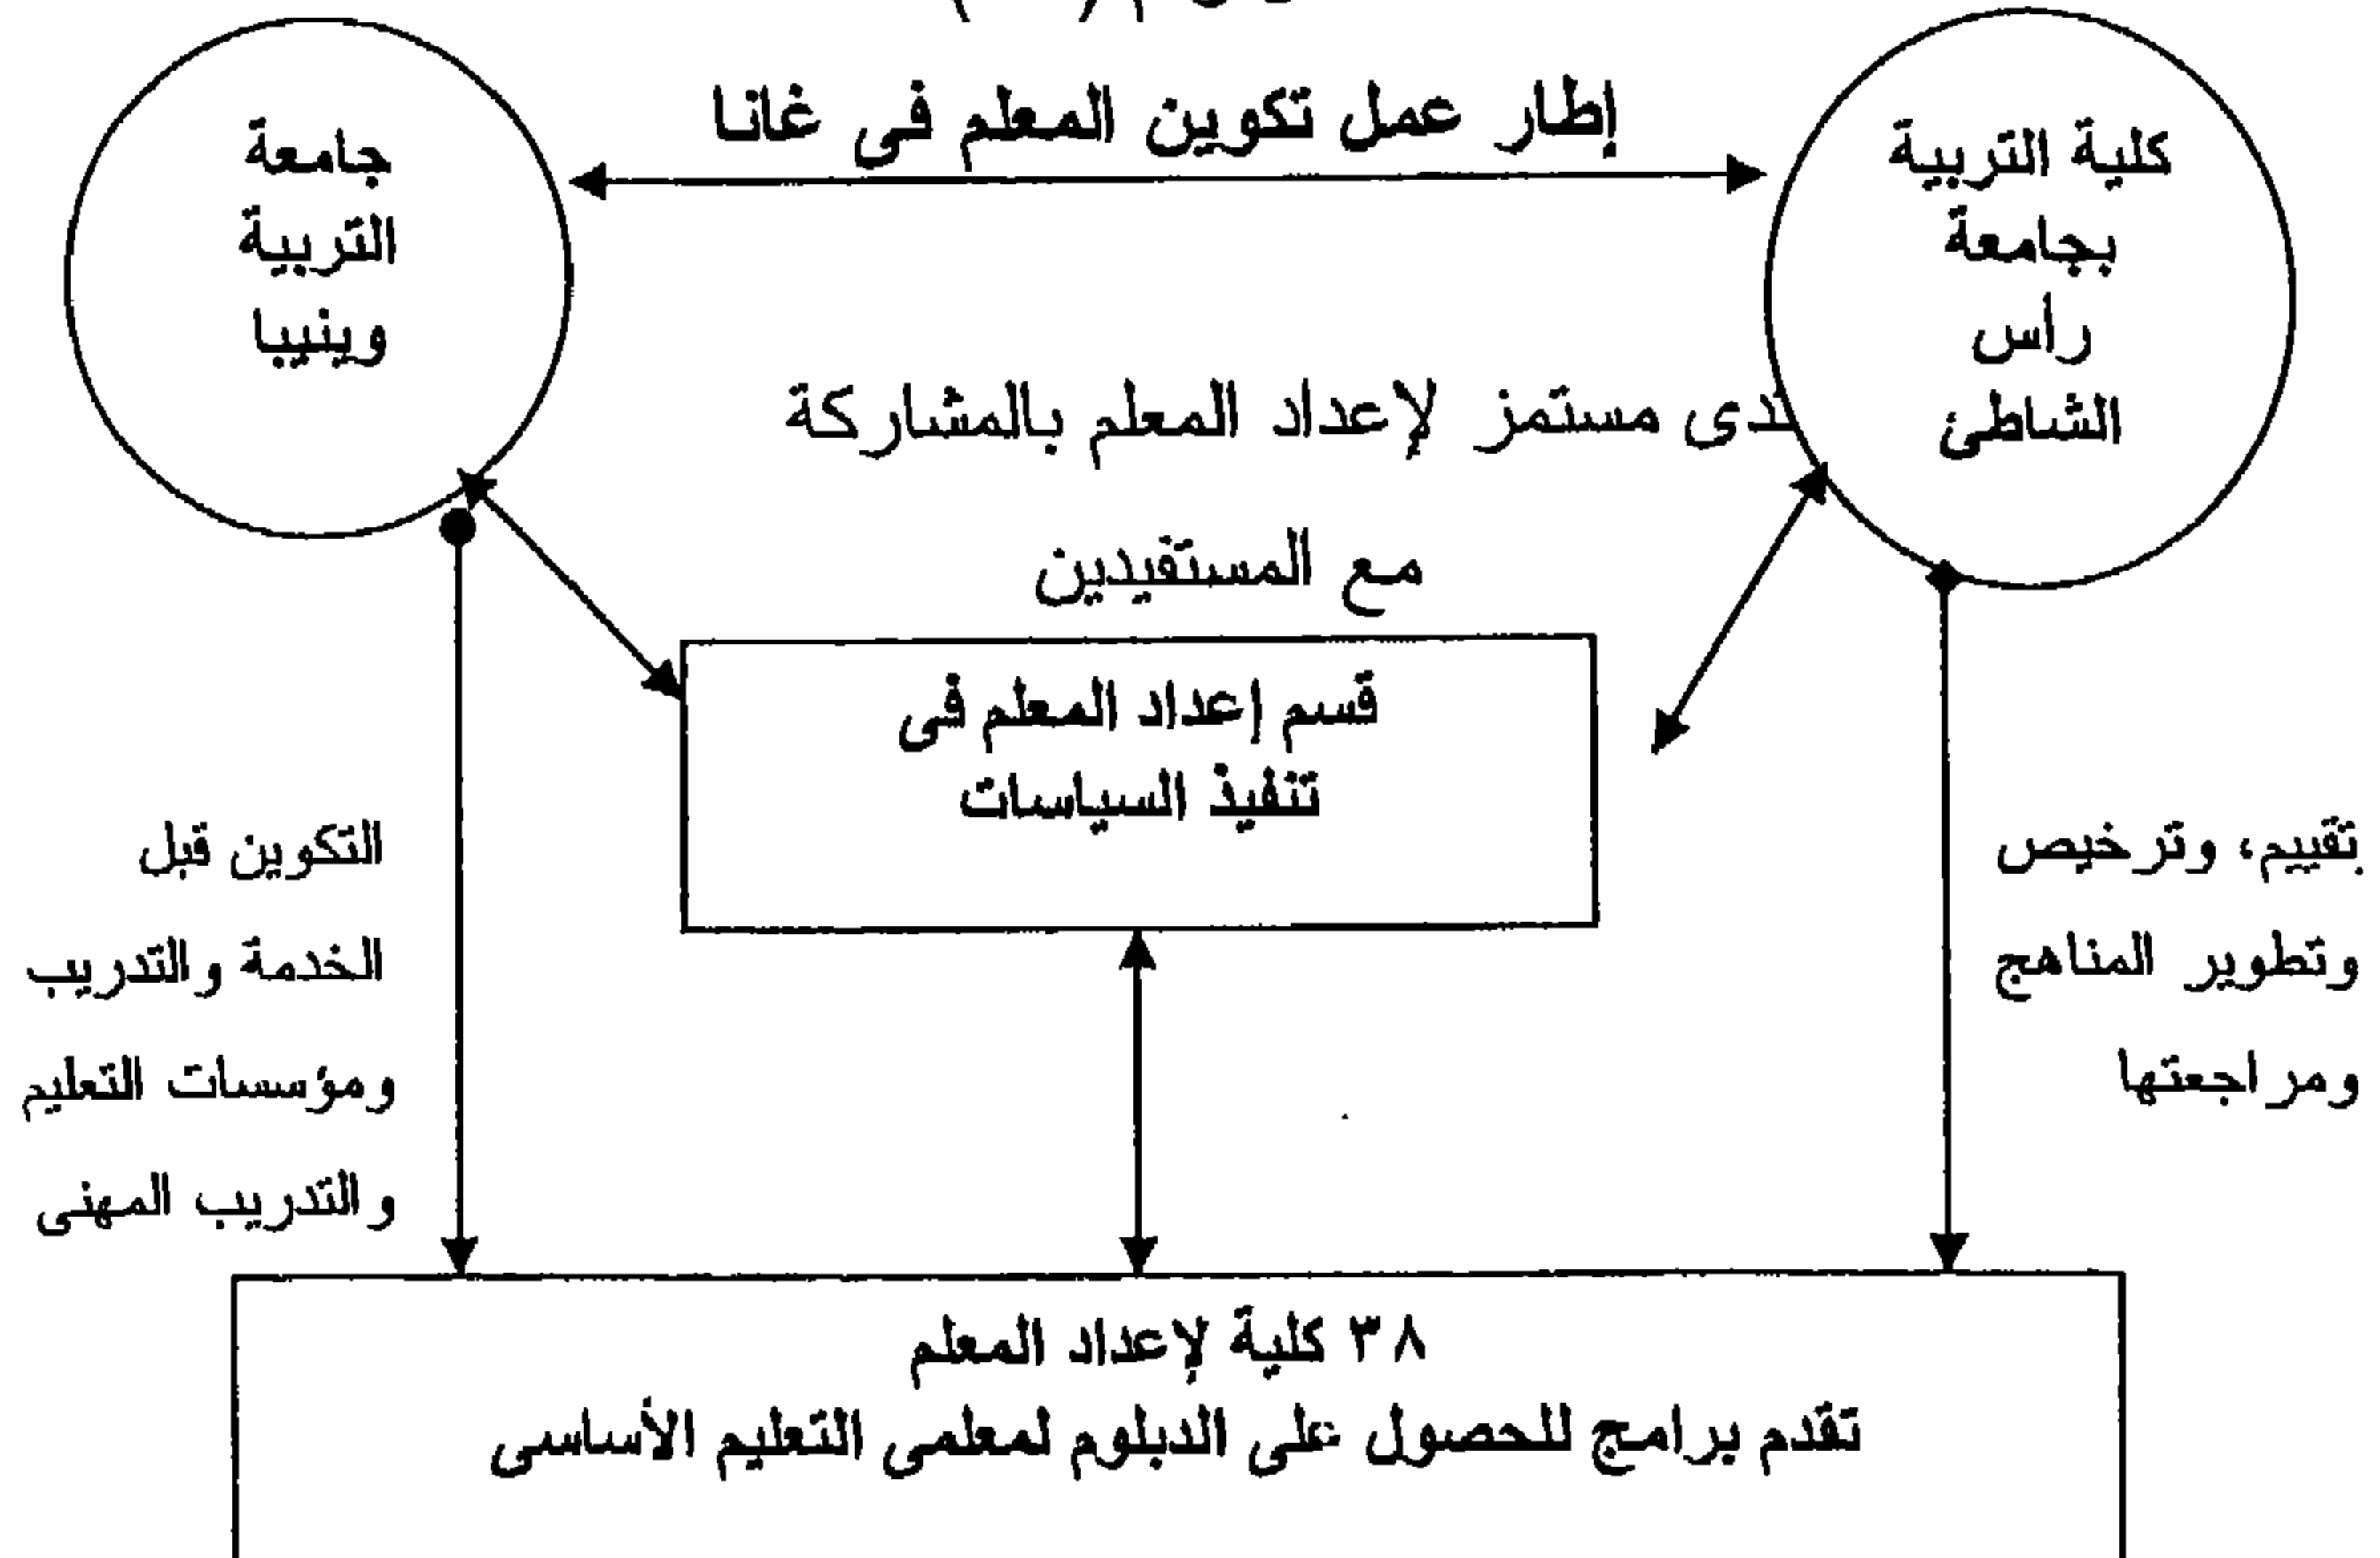 إطار عمل تكوين المعلم فى غانا
كلية التربية
بجامعة
رأس
الشاطئ
جامعة
التربية
وينيبا
مستمز لإعداد المعلم بالمشاركة
مع المستفيدين
قسم إعداد المعلم فى
تنفيذ السياسات
تقييم، وترخيص
وتطوير المناهج
ومراجعتها
التكوين قبل
الخدمة والتدريب
ومؤسسات التعليم
والتدريب المهنى
٣٨ كلية لإعداد المعلم
تقدم برامج للحصول على الدبلوم لمعلمى التعليم الأساسى